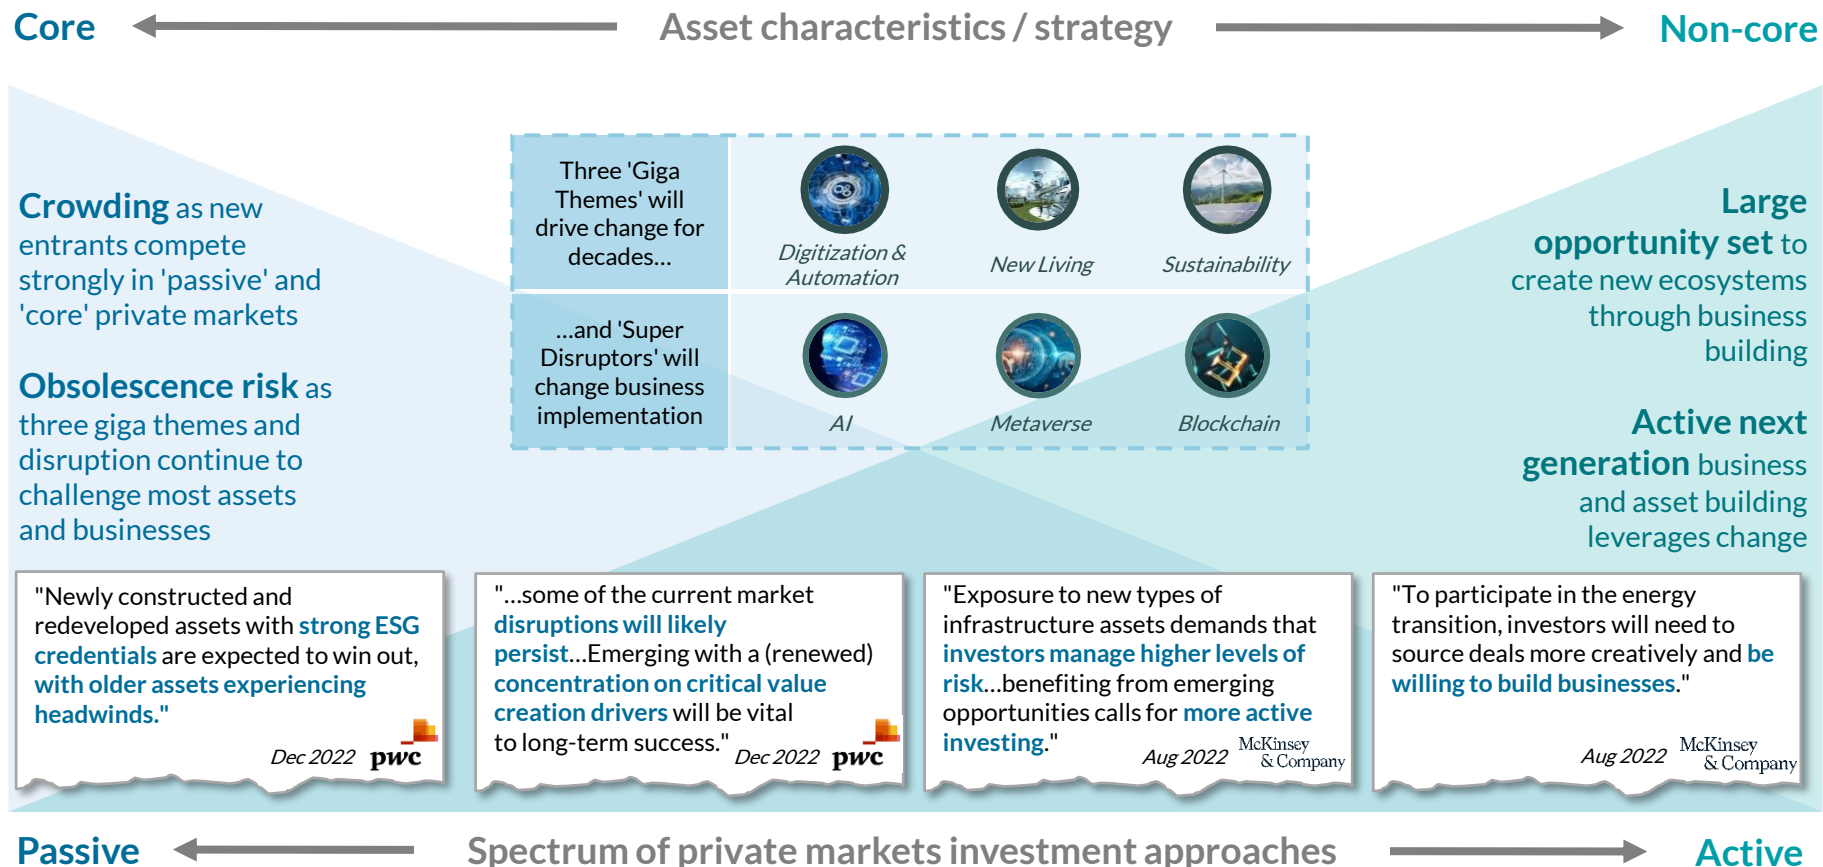 Core
Asset characteristics / strategy
Non-core
Crowding as new
entrants compete
strongly in 'passive' and
'core' private markets
Obsolescence risk as
three giga themes and
disruption continue to
challenge most assets
and businesses
Three 'Giga
Themes' will
drive change for
decades...
Digitization &
Automation
New Living
Sustainability
...and 'Super
Disruptors' will
change business
implementation
AI
Metaverse
Blockchain
Large
opportunity set to
create new ecosystems
through business
building
Active next
generation business
and asset building
leverages change
"Newly constructed and
redeveloped assets with strong ESG
credentials are expected to win out,
with older assets experiencing
headwinds."
Dec 2022
pwc
"...some of the current market
disruptions will likely
persist...Emerging with a (renewed)
concentration on critical value
creation drivers will be vital
to long-term success."
Dec 2022
pwc
"Exposure to new types of
infrastructure assets demands that
investors manage higher levels of
risk...benefiting from emerging
opportunities calls for more active
investing."
Aug 2022
McKinsey
& Company
"To participate in the energy
transition, investors will need to
source deals more creatively and be
willing to build businesses."
Aug 2022
McKinsey
& Company
Passive
Spectrum of private markets investment approaches
Active